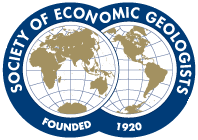 SOCIETY OF ECONOMIC GEOLOGISTS
FOUNDED 1920